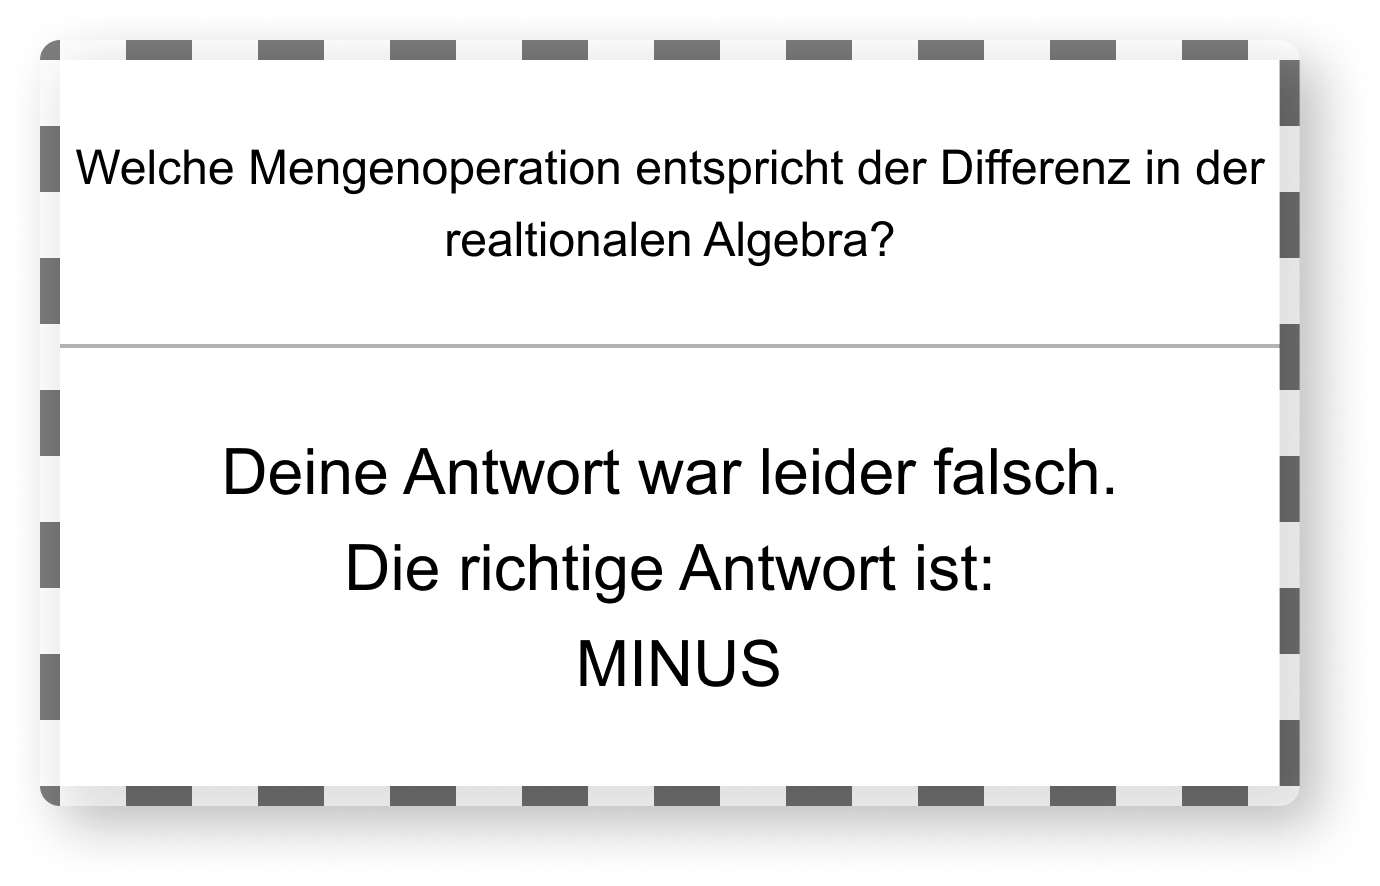 Welche Mengenoperation entspricht der Differenz in der
realtionalen Algebra?
Deine Antwort war leider falsch.
Die richtige Antwort ist:
MINUS